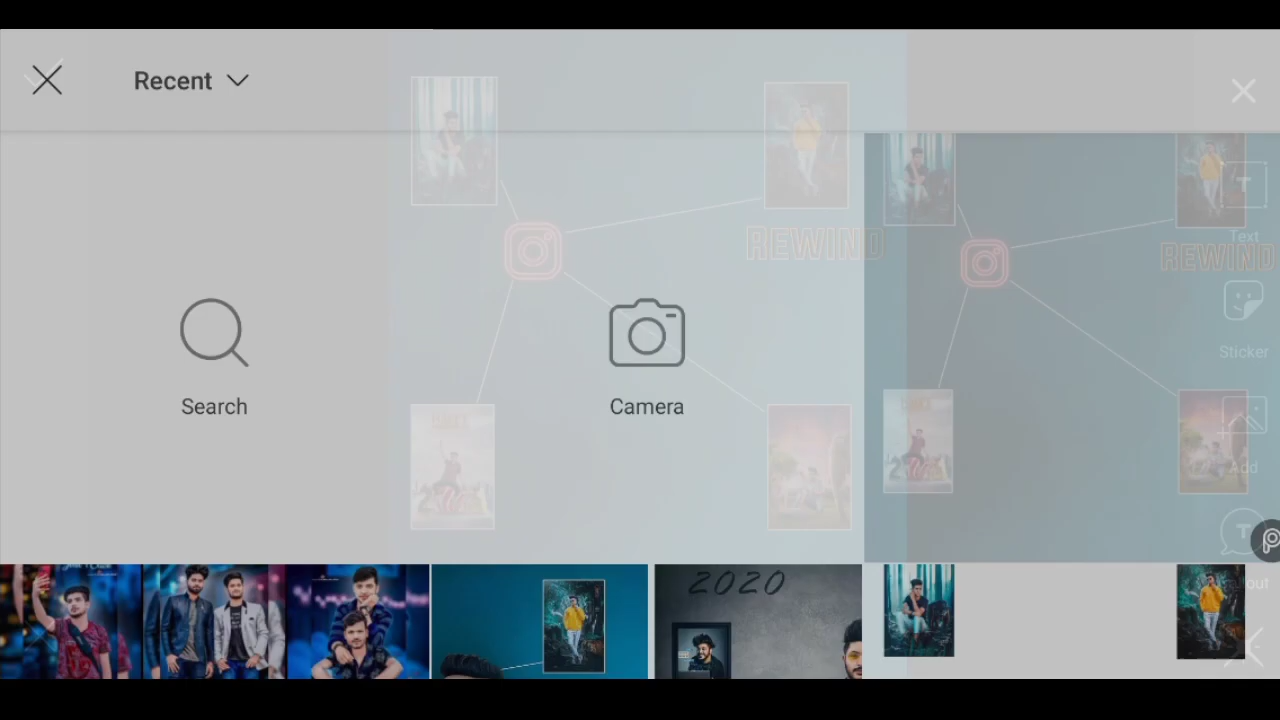 Recent
REWIND
REWIND
Text
Search
Camera
Sticker
Add
2020